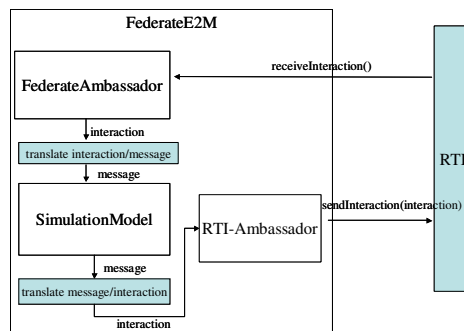 FederateE2M
receiveInteraction()
FederateAmbassador
interaction
translate interaction/message
message
RTI
SimulationModel
sendInteraction(interaction)
RTI-Ambassador
message
translate message/interaction
interaction